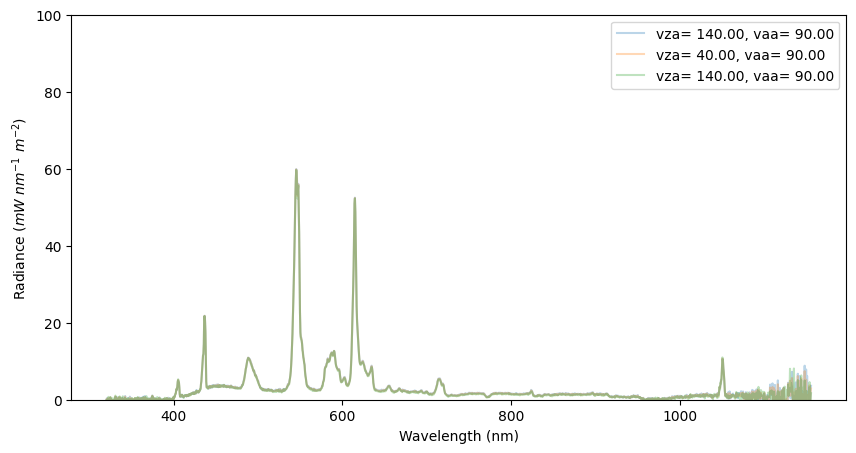 100
80
60
40
20
0
Radiance (mW nm⁻¹ m⁻²)
vza= 140.00, vaa= 90.00
vza= 40.00, vaa= 90.00
vza= 140.00, vaa= 90.00
400 600 800 1000
Wavelength (nm)